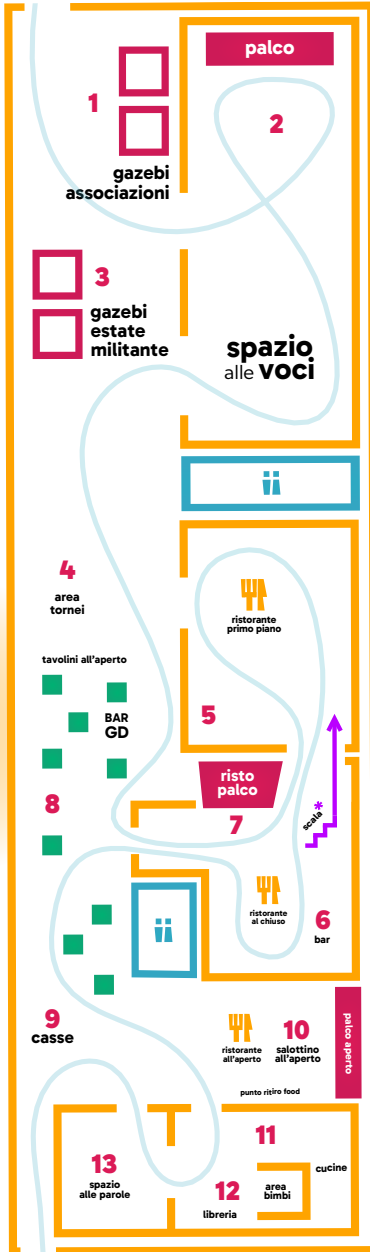 palco
1
2
gazebi
associazioni
3
gazebi
estate
militante
spazio
alle voci
4
area
tornei
ristorante
primo piano
tavolini all'aperto
5
BAR
GD
risto
palco
7
8
scala*
ristorante
al chiuso
6
bar
9
casse
ristorante
all'aperto
10
salottino
all'aperto
palco aperto
punto ritiro food
11
13
spazio
alle parole
12
libreria
area
bimbi
cucine